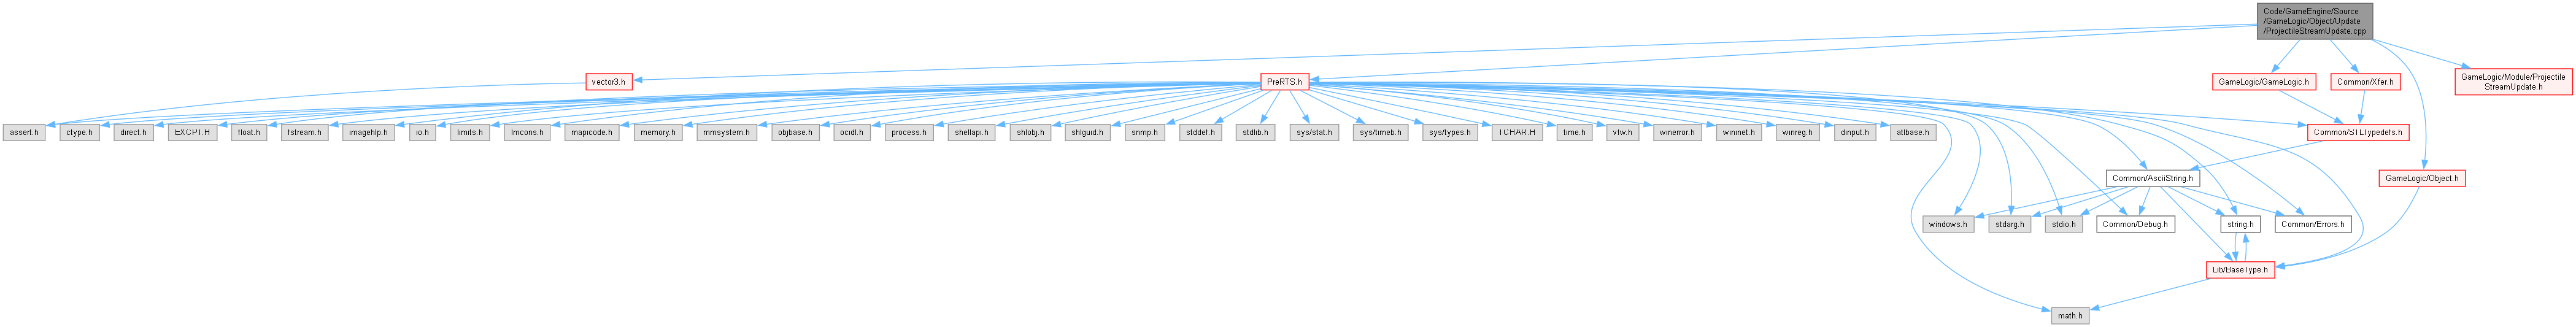 Code/GameEngine/Source
/GameLogic/Object/Update
/ProjectileStreamUpdate.cpp
vector3.h
PreRTS.h
GameLogic/GameLogic.h
Common/Xfer.h
GameLogic/Module/Projectile
StreamUpdate.h
assert.h
ctype.h
direct.h
EXCPT.H
float.h
fstream.h
imagehlp.h
io.h
limits.h
lmcons.h
mapicode.h
memory.h
mmsystem.h
objbase.h
ocidl.h
process.h
shellapi.h
shlobj.h
shlguid.h
snmp.h
stddef.h
stdlib.h
sys/stat.h
sys/timeb.h
sys/types.h
TCHAR.H
time.h
vfw.h
winerror.h
wininet.h
winreg.h
dinput.h
atlbase.h
Common/STLTypedefs.h
Common/AsciiString.h
GameLogic/Object.h
windows.h
stdarg.h
stdio.h
Common/Debug.h
string.h
Common/Errors.h
Lib/BaseType.h
math.h